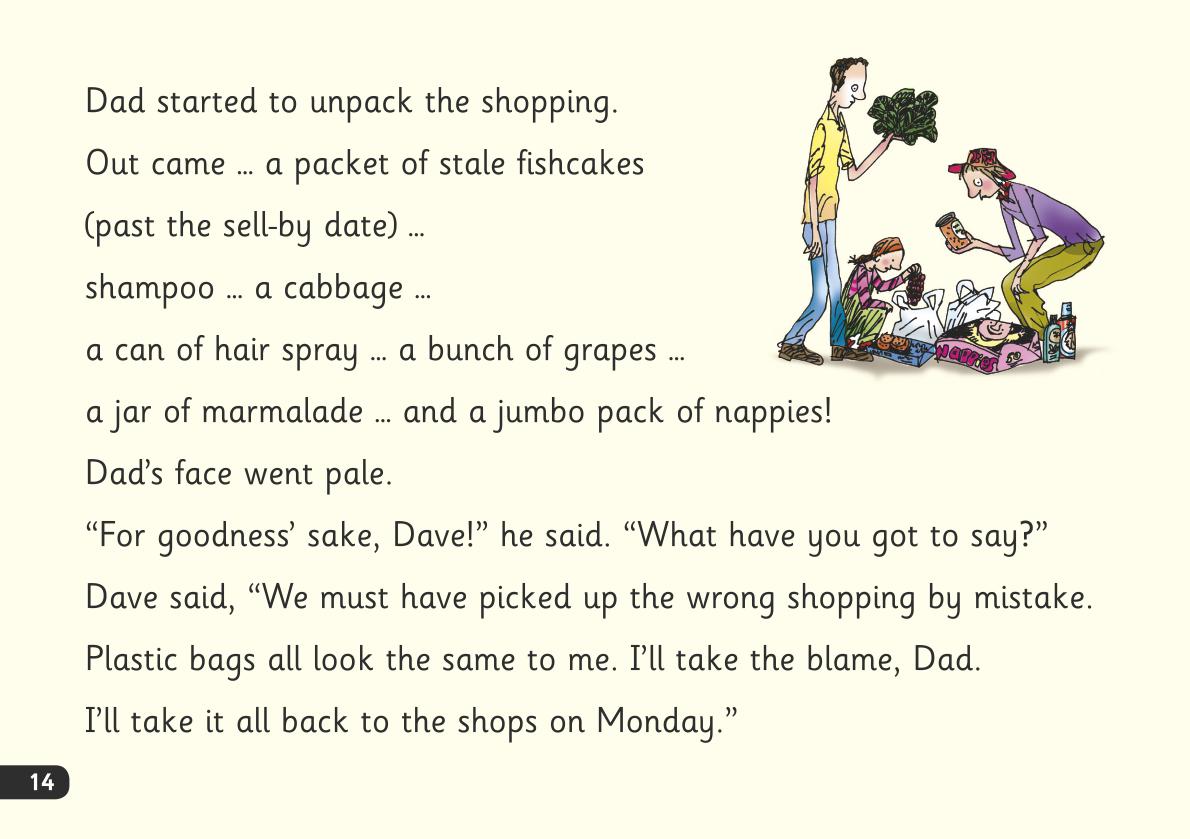 Dad started to unpack the shopping.
Out came ... a packet of stale fishcakes
(past the sell-by date) ...
shampoo ... a cabbage ...
a can of hair spray ... a bunch of grapes ...
a jar of marmalade ... and a jumbo pack of nappies!
Dad’s face went pale.
“For goodness’ sake, Dave!” he said. “What have you got to say?”
Dave said, “We must have picked up the wrong shopping by mistake.
Plastic bags all look the same to me. I’ll take the blame, Dad.
I’ll take it all back to the shops on Monday.”
Nappies
50
14